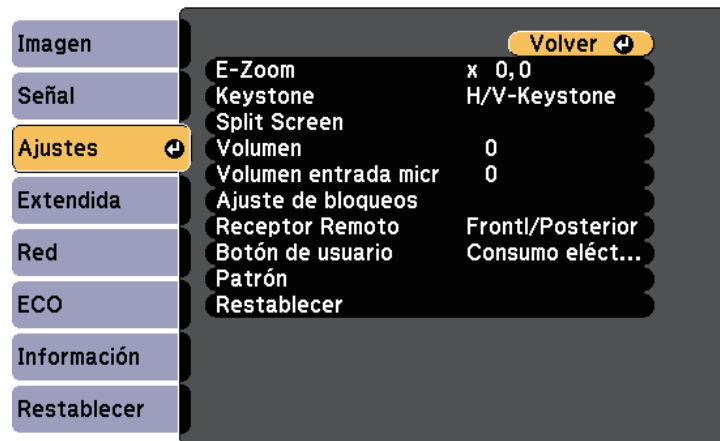 Imagen
Señal
Ajustes
Extendida
Red
ECO
Información
Restablecer
Volver
E-Zoom x 0,0
Keystone H/V-Keystone
Split Screen
Volumen 0
Volumen entrada micr 0
Ajuste de bloqueos
Receptor Remoto Frontl/Posterior
Botón de usuario Consumo eléct...
Patrón
Restablecer